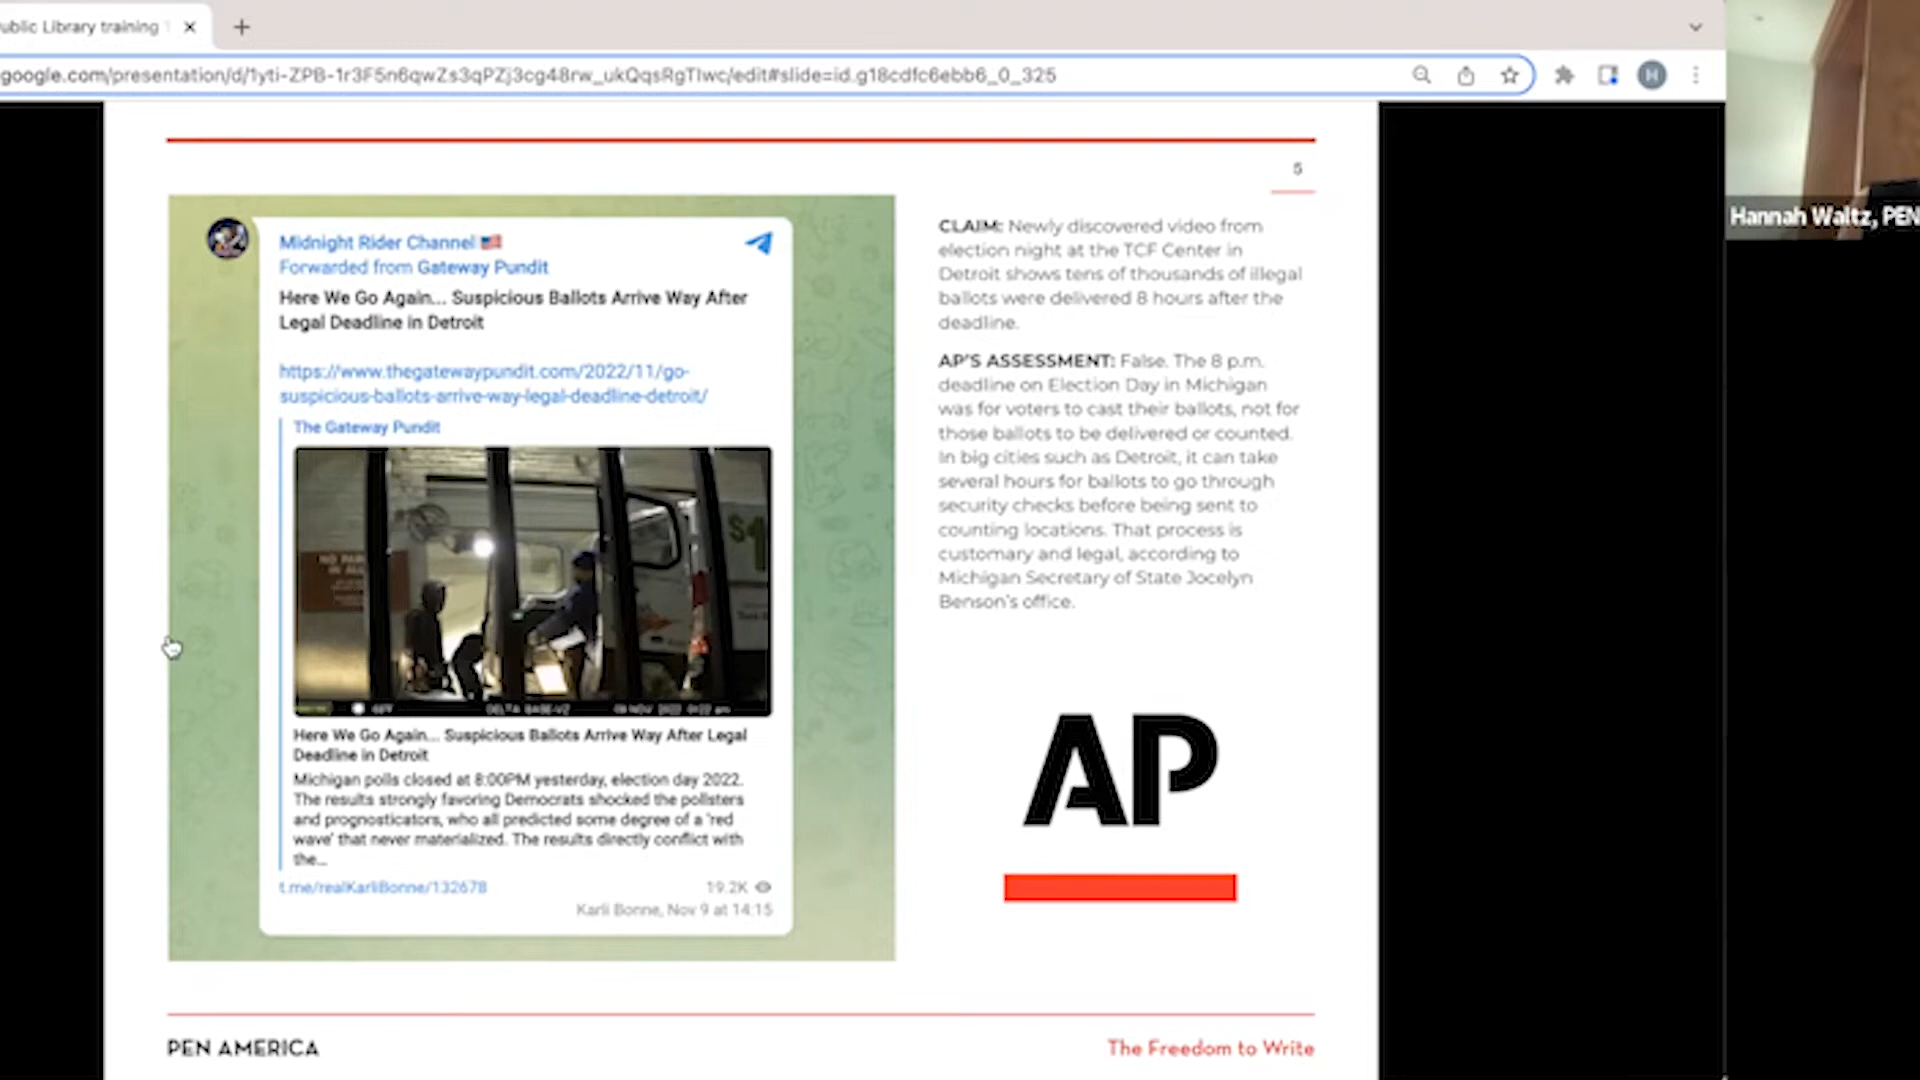 ublic Library training
google.com/presentation/d/1yti-ZPB-1r3F5n6qwZs3qPZj3cg48rw_ukQqsRgTIwc/edit#slide=id.g18cdfc6ebb6_0_325
H
Hannah Waltz, PEN
5
Midnight Rider Channel
Forwarded from Gateway Pundit
Here We Go Again... Suspicious Ballots Arrive Way After
Legal Deadline in Detroit
https://www.thegatewaypundit.com/2022/11/go-
suspicious-ballots-arrive-way-legal-deadline-detroit/
The Gateway Pundit
$1
Here We Go Again... Suspicious Ballots Arrive Way After Legal
Deadline in Detroit
Michigan polls closed at 8:00PM yesterday, election day 2022.
The results strongly favoring Democrats shocked the pollsters
and prognosticators, who all predicted some degree of a 'red
wave' that never materialized. The results directly conflict with
the...
t.me/realKarliBonne/132678
19.2K
Karli Bonne, Nov 9 at 14:15
CLAIM: Newly discovered video from
election night at the TCF Center in
Detroit shows tens of thousands of illegal
ballots were delivered 8 hours after the
deadline.
AP'S ASSESSMENT: False. The 8 p.m.
deadline on Election Day in Michigan
was for voters to cast their ballots, not for
those ballots to be delivered or counted.
In big cities such as Detroit, it can take
several hours for ballots to go through
security checks before being sent to
counting locations. That process is
customary and legal, according to
Michigan Secretary of State Jocelyn
Benson's office.
AP
PEN AMERICA
The Freedom to Write